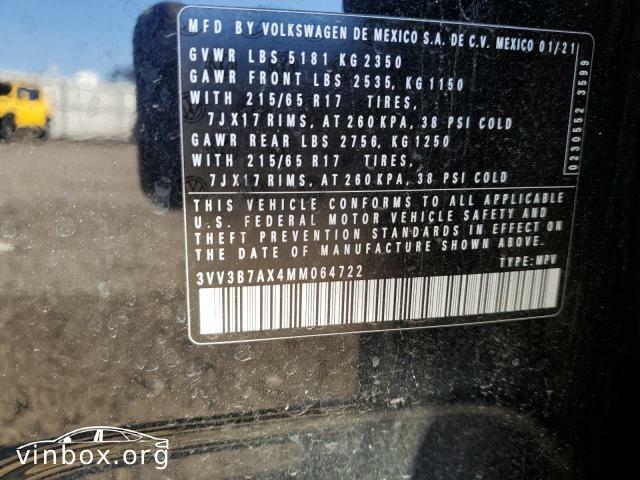 MFD BY VOLKSWAGEN DE MEXICO S.A. DE C.V. MEXICO 01/21
GVWR LBS 5181 KG 2350
GAWR FRONT LBS 2535, KG 1150
WITH 215/65 R17 TIRES,
7JX17 RIMS, AT 260 KPA, 38 PSI COLD
GAWR REAR LBS 2756, KG 1250
WITH 215/65 R17 TIRES,
7JX17 RIMS, AT 260 KPA, 38 PSI COLD
0230552 3599
THIS VEHICLE CONFORMS TO ALL APPLICABLE
U.S. FEDERAL MOTOR VEHICLE SAFETY AND
THEFT PREVENTION STANDARDS IN EFFECT ON
THE DATE OF MANUFACTURE SHOWN ABOVE.
3VV3B7AX4MM064722
TYPE: MPV
vinbox.org